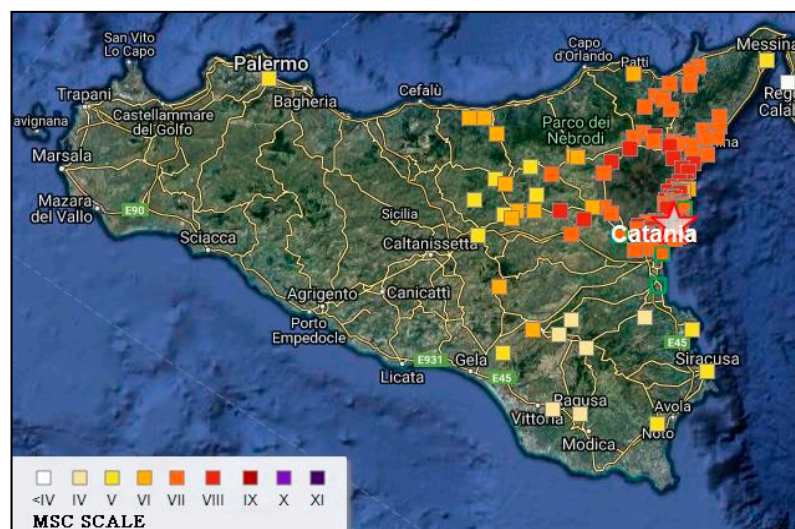 San Vito
Lo Capo
Palermo
Capo
d'Orlando
Patti
Messina
Trapani
Bagheria
Cefalù
Castellammare
del Golfo
avignana
Parco dei
Nebrodi
Marsala
Mazara
del Vallo
E90
Sicilia
Catania
Sciacca
Caltanissetta
Agrigento
Canicattì
Porto
Empedocle
E931
Gela
E45
Siracusa
Licata
E45
Vittoria
Ragusa
Avola
Noto
Modica
<IV IV V VI VII VIII IX X XI
MSC SCALE